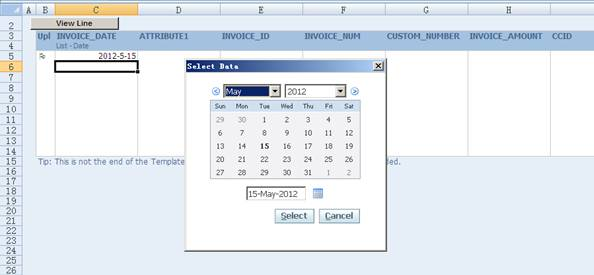 A B C D E F G H CC
1
2 View Line
3 Upl INVOICE_DATE ATTRIBUTE1 INVOICE_ID INVOICE_NUM CUSTOM_NUMBER INVOICE_AMOUNT CCID
4 List - Date
5 2012-5-15
6
7 Select Data
8
9 May 2012
10 Sun Mon Tue Wed Thu Fri Sat
11 29 30 1 2 3 4 5
12 6 7 8 9 10 11 12
13 13 14 15 16 17 18 19
14 20 21 22 23 24 25 26
15 Tip: This is not the end of the Template ded.
27 28 29 30 31 1 2
16
17
18 15-May-2012
19
20 Select Cancel
21
22
23
24
25
26